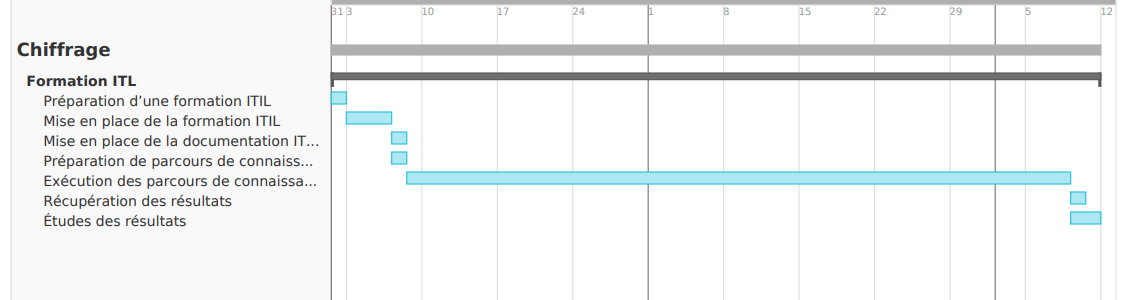 31 3 10 17 24 1 8 15 22 29 5 12
Chiffrage
Formation ITL
Préparation d’une formation ITIL
Mise en place de la formation ITIL
Mise en place de la documentation IT...
Préparation de parcours de connaiss...
Exécution des parcours de connaissa...
Récupération des résultats
Études des résultats